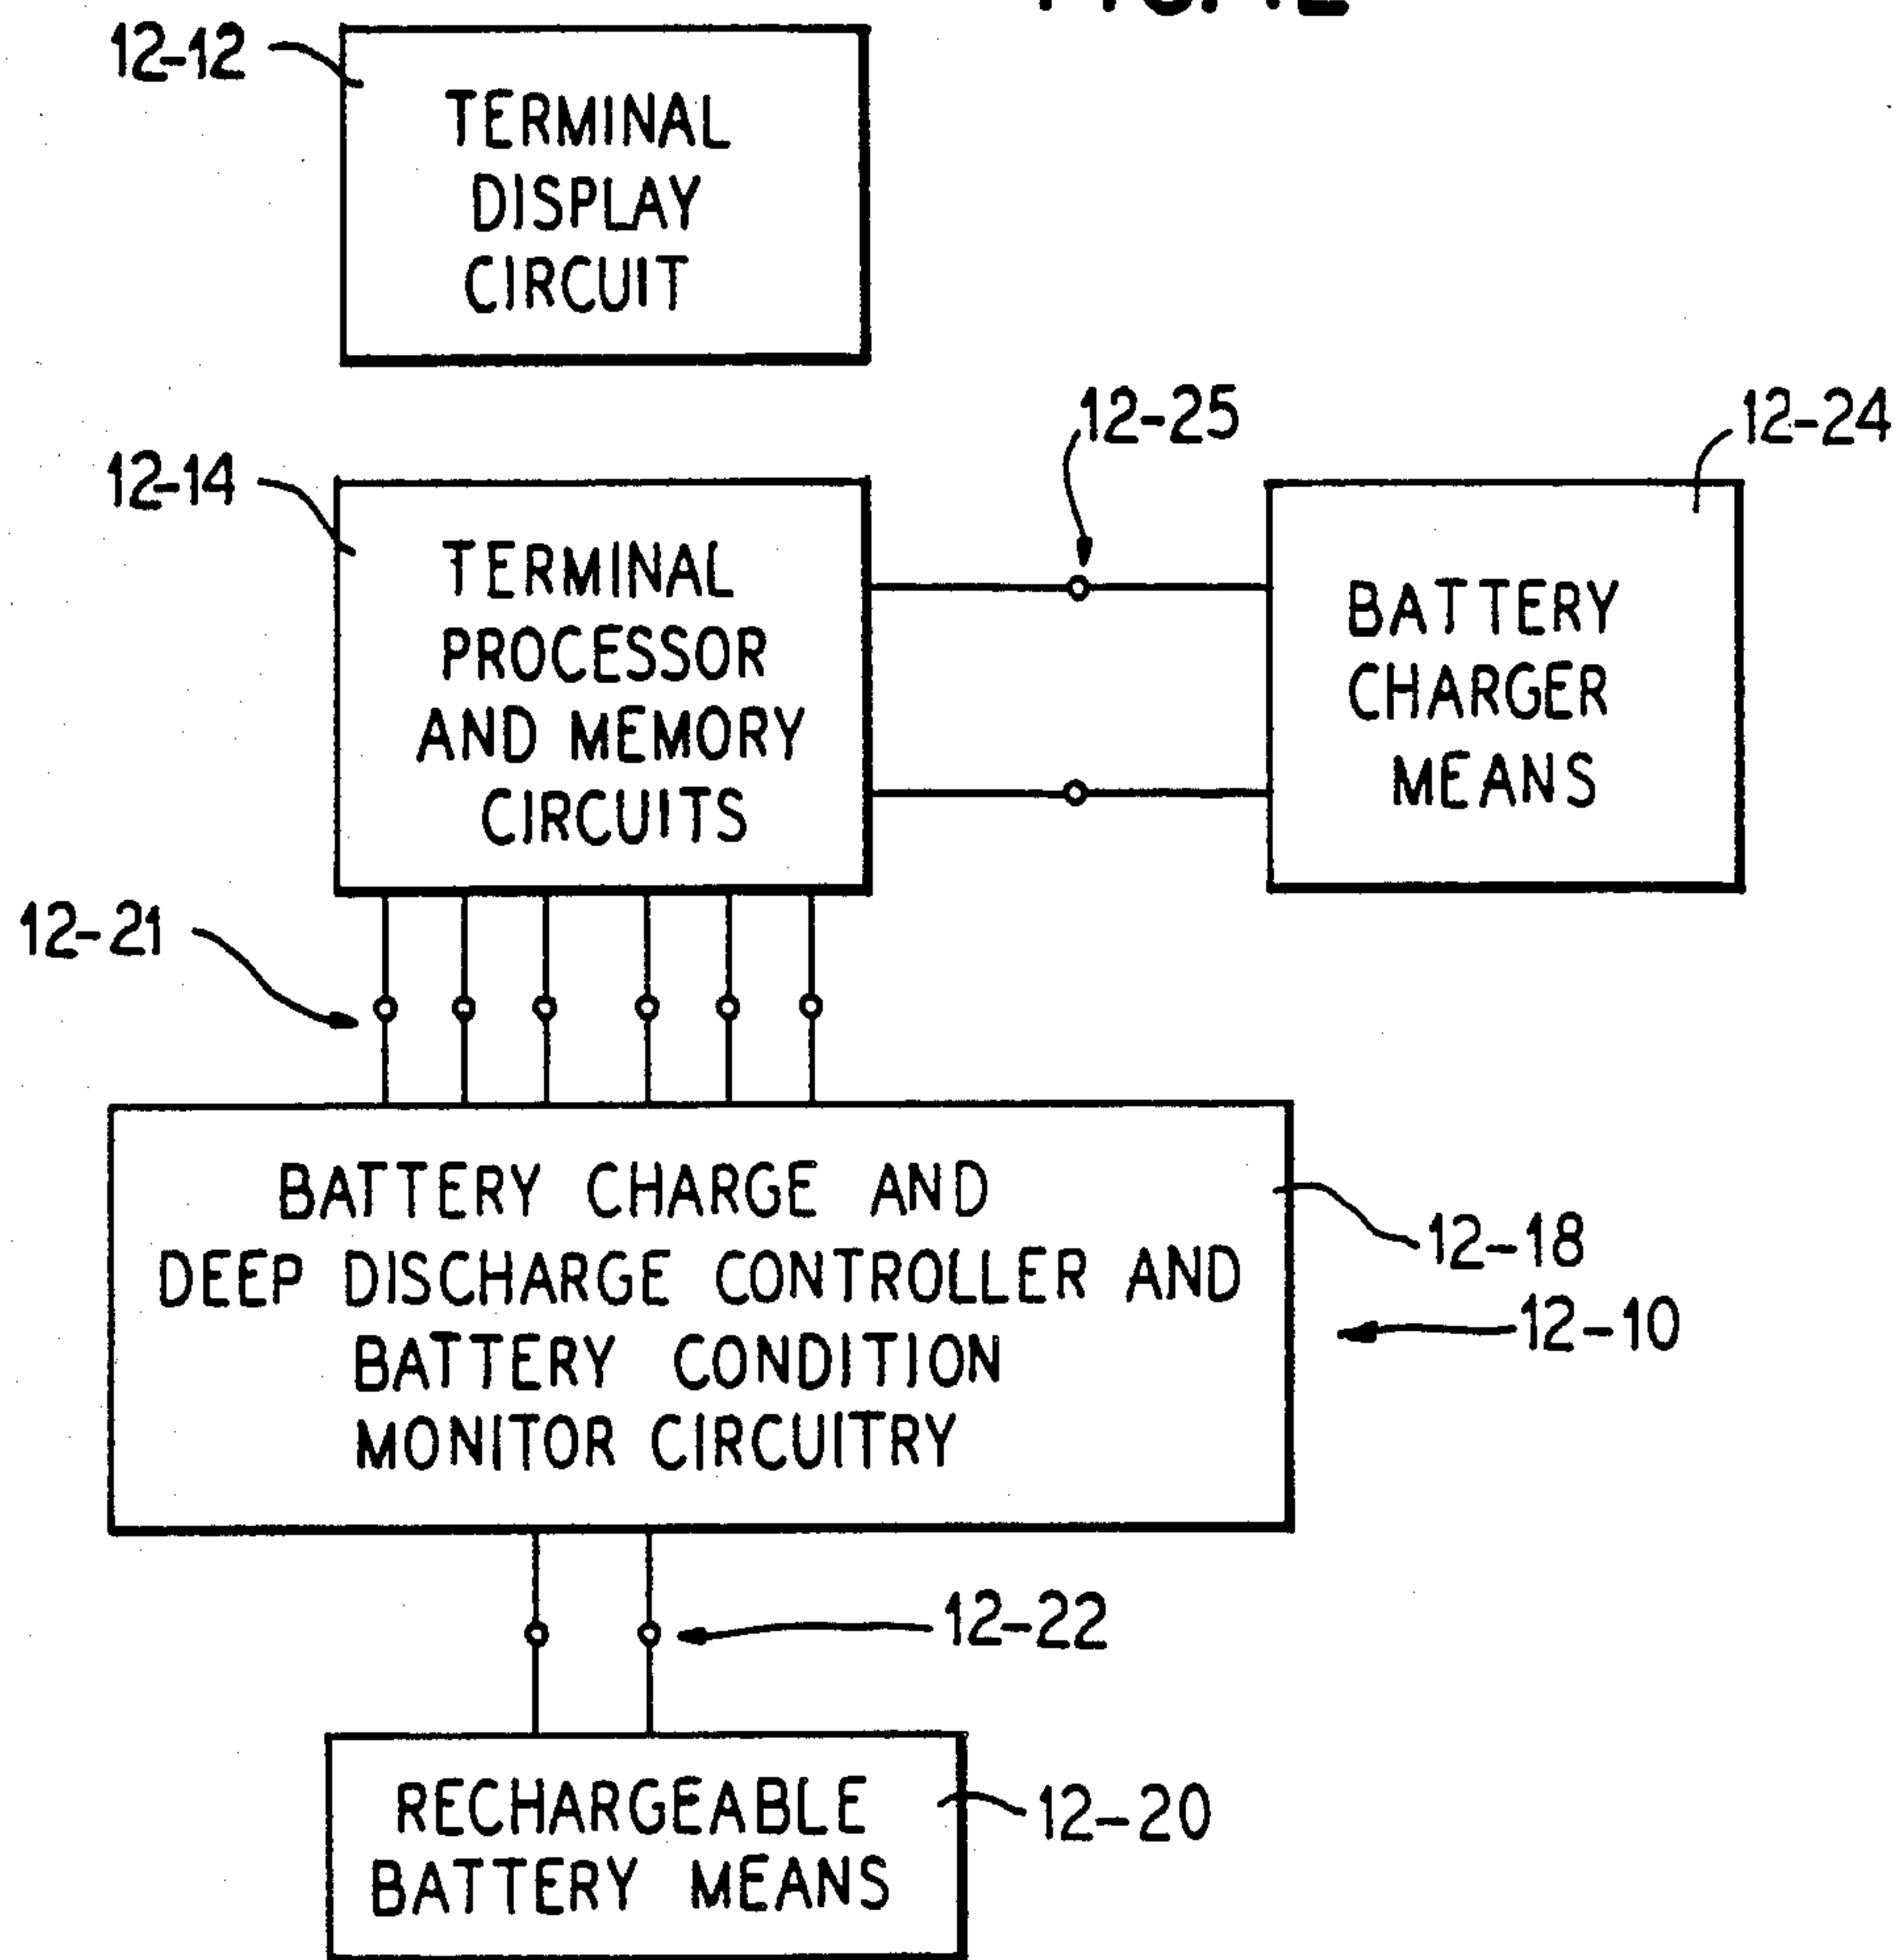 12-12
TERMINAL
DISPLAY
CIRCUIT
12-25
12-24
12-14
TERMINAL
PROCESSOR
AND MEMORY
CIRCUITS
BATTERY
CHARGER
MEANS
12-21
BATTERY CHARGE AND
DEEP DISCHARGE CONTROLLER AND
BATTERY CONDITION
MONITOR CIRCUITRY
12-18
12-10
12-22
RECHARGEABLE
BATTERY MEANS
12-20